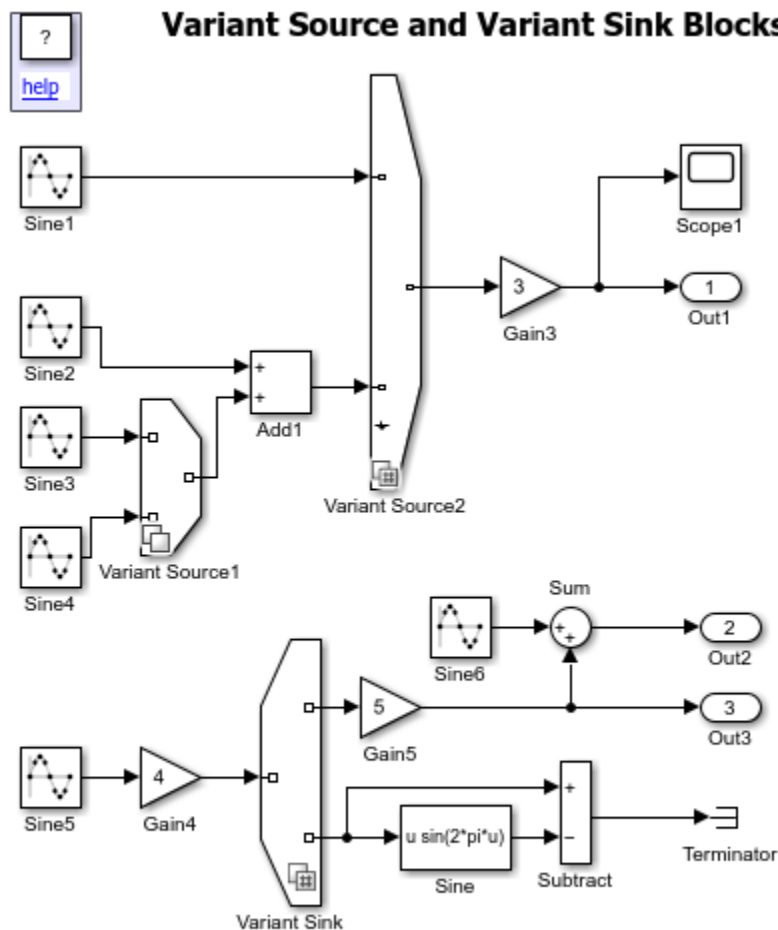 Variant Source and Variant Sink Blocks
?
help
Sine1
Scope1
3
Gain3
1
Out1
Sine2
+
+
Add1
Sine3
Variant Source2
Variant Source1
Sine4
Sum
+
+
2
Out2
Sine6
5
Gain5
3
Out3
Sine5
4
Gain4
+
u sin(2*pi*u)
−
Sine
Subtract
Terminator
Variant Sink